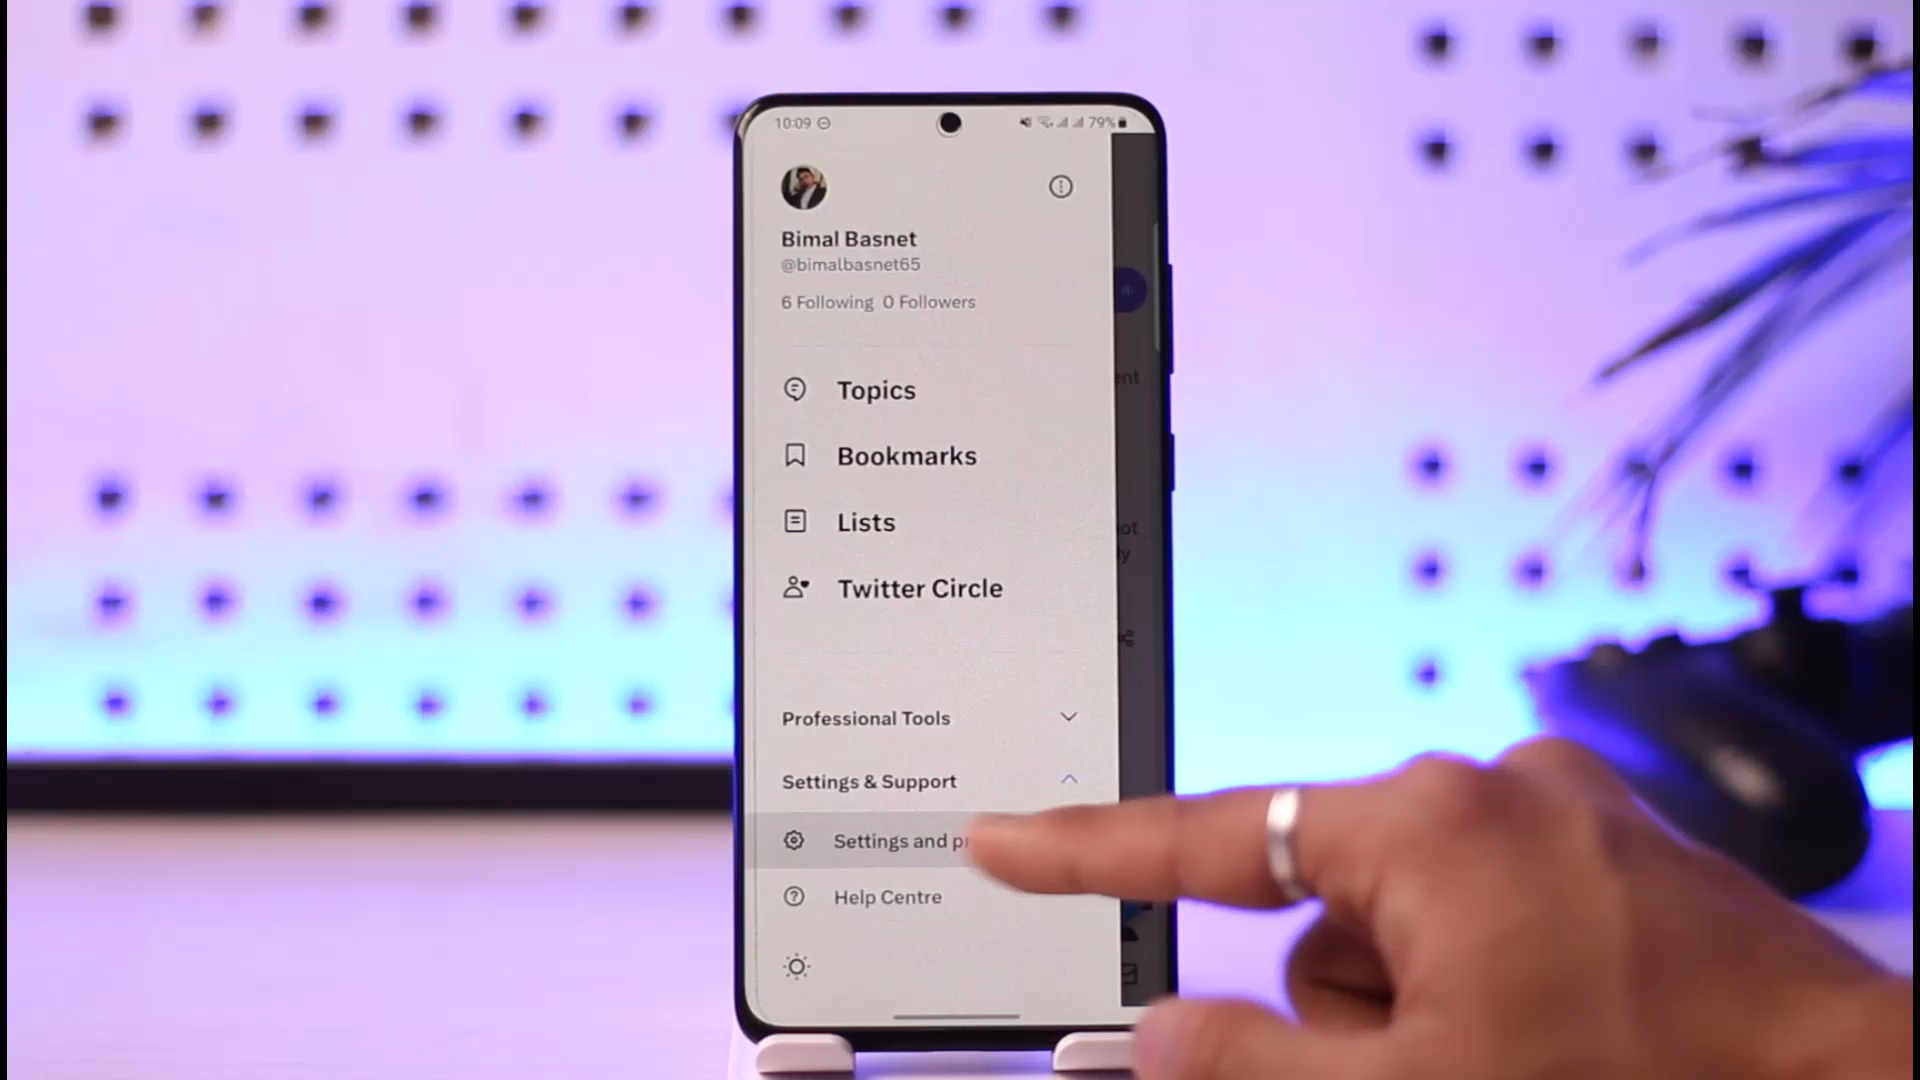 10:09 79%
Bimal Basnet
@bimalbasnet65
6 Following 0 Followers
Topics
Bookmarks
Lists
Twitter Circle
Professional Tools
Settings & Support
Settings and
Help Centre